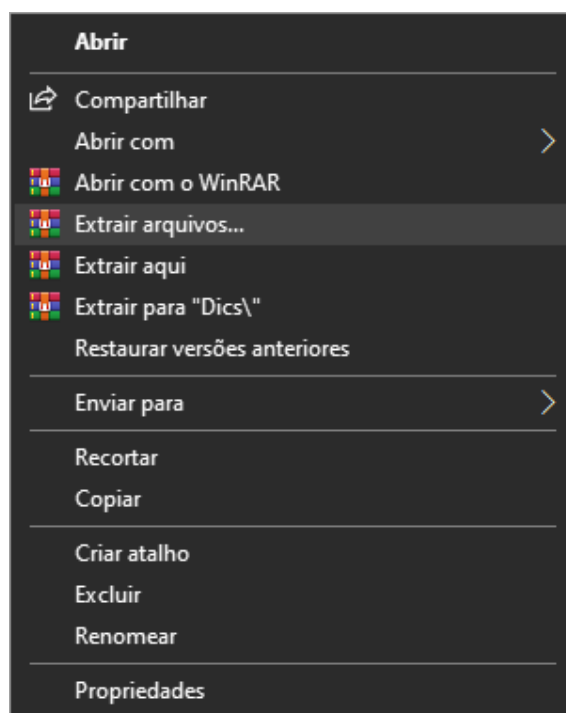 Abrir
Compartilhar
Abrir com
Abrir com o WinRAR
Extrair arquivos...
Extrair aqui
Extrair para "Dics\"
Restaurar versões anteriores
Enviar para
Recortar
Copiar
Criar atalho
Excluir
Renomear
Propriedades